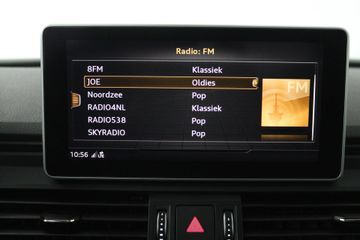 Radio: FM
8FM Klassiek
JOE Oldies
Noordzee Pop
RADIO4NL Klassiek
RADIO538 Pop
SKYRADIO Pop
FM
10:56